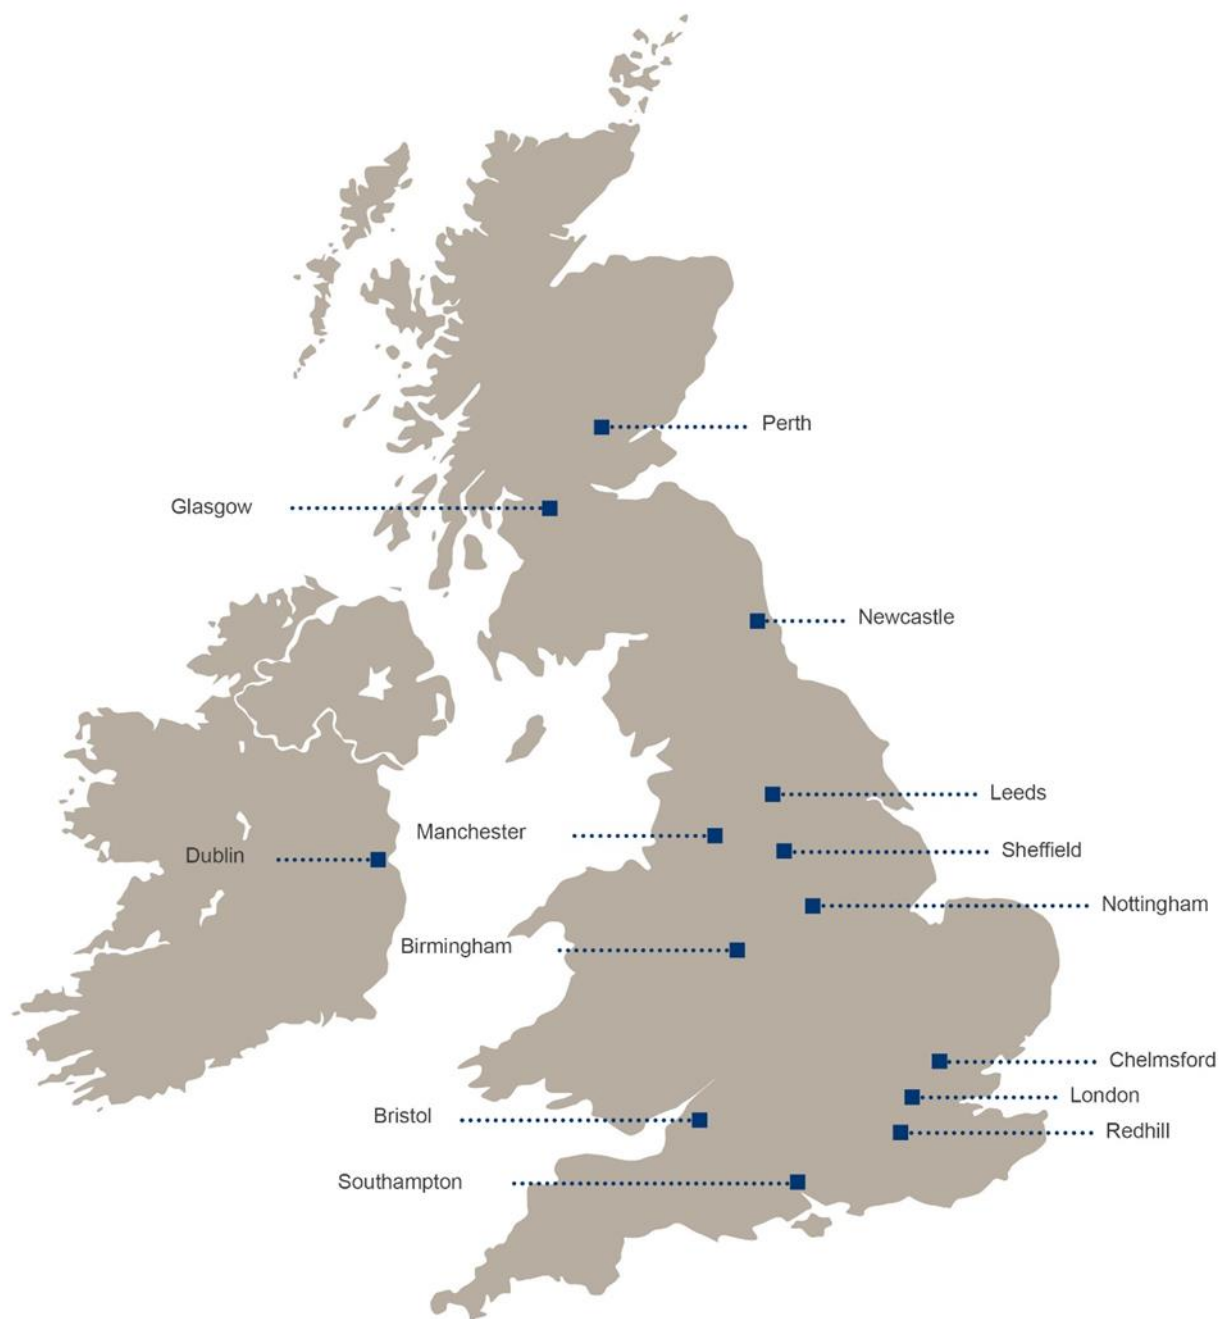 Perth
Glasgow
Newcastle
Leeds
Manchester
Sheffield
Dublin
Nottingham
Birmingham
Chelmsford
London
Bristol
Redhill
Southampton